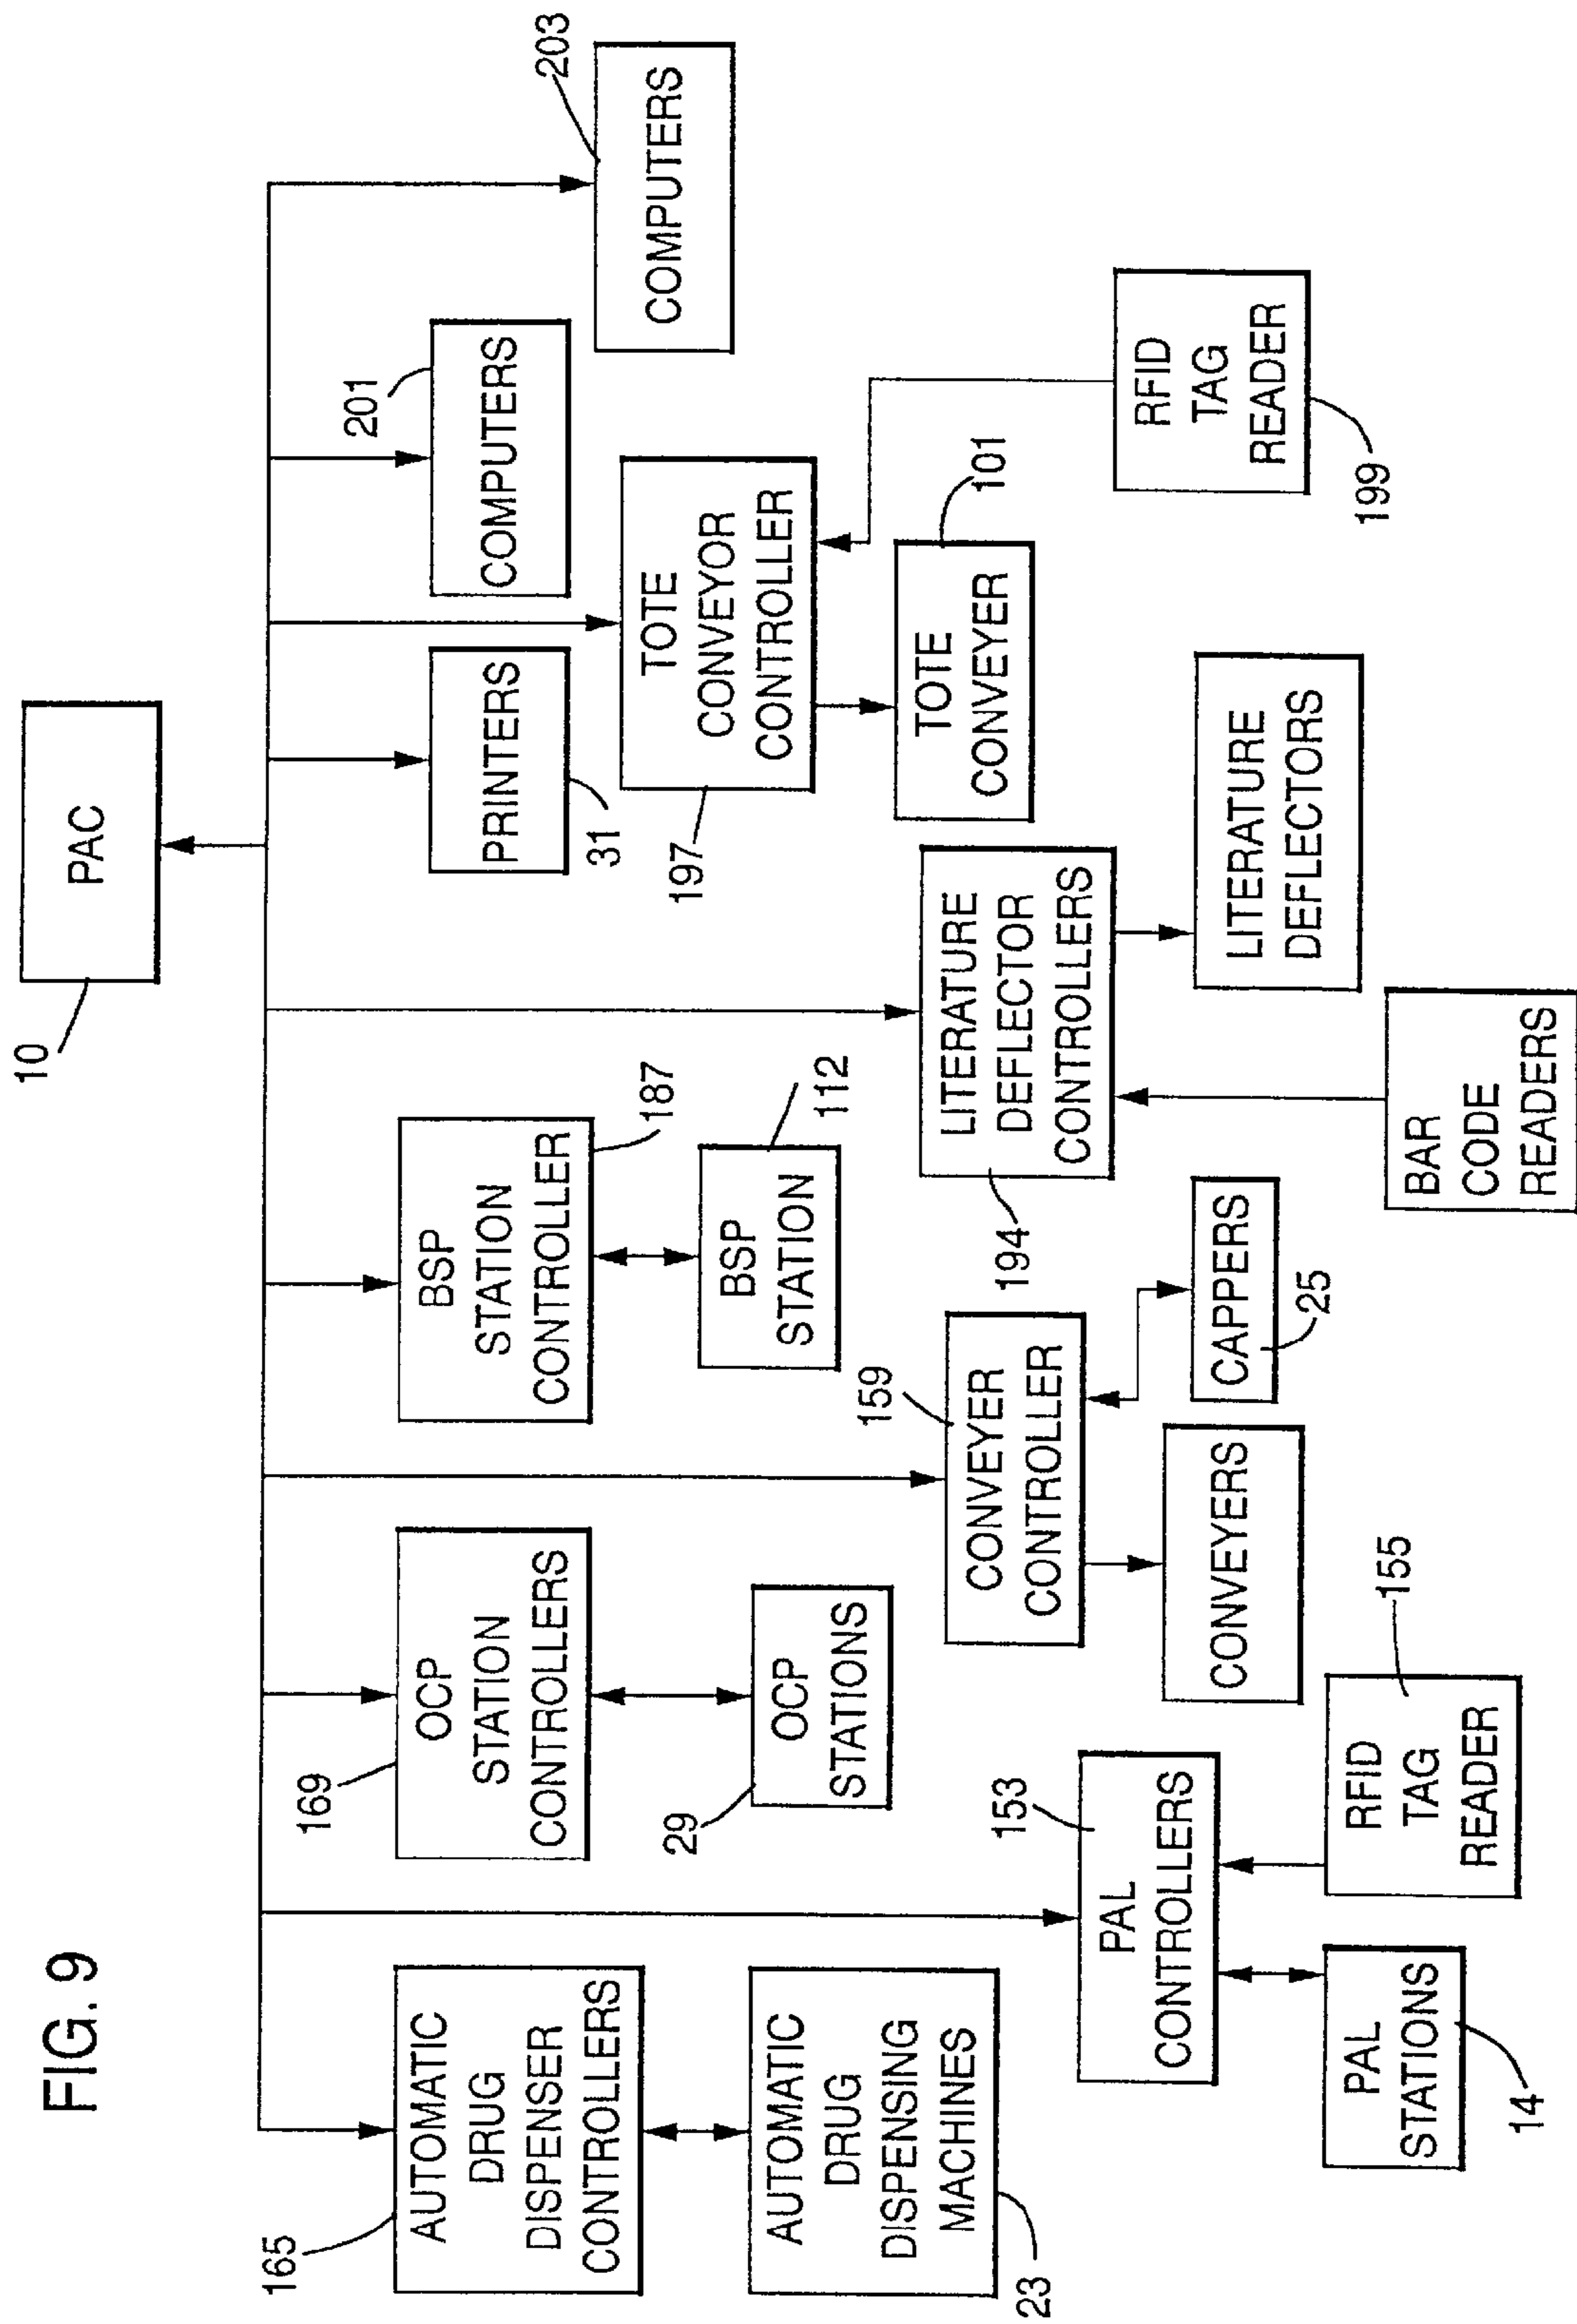 FIG. 9
10
PAC
165
AUTOMATIC
DRUG
DISPENSER
CONTROLLERS
AUTOMATIC
DRUG
DISPENSING
MACHINES
23
169
OCP
STATION
CONTROLLERS
29
OCP
STATIONS
153
PAL
CONTROLLERS
PAL
STATIONS
14
RFID
TAG
READER
155
BSP
STATION
CONTROLLER
187
BSP
STATION
112
159
CONVEYER
CONTROLLER
CONVEYERS
CAPPERS
25
LITERATURE
DEFLECTOR
CONTROLLERS
194
LITERATURE
DEFLECTORS
BAR
CODE
READERS
PRINTERS
31
TOTE
CONVEYOR
CONTROLLER
197
TOTE
CONVEYER
101
RFID
TAG
READER
199
201
COMPUTERS
203
COMPUTERS